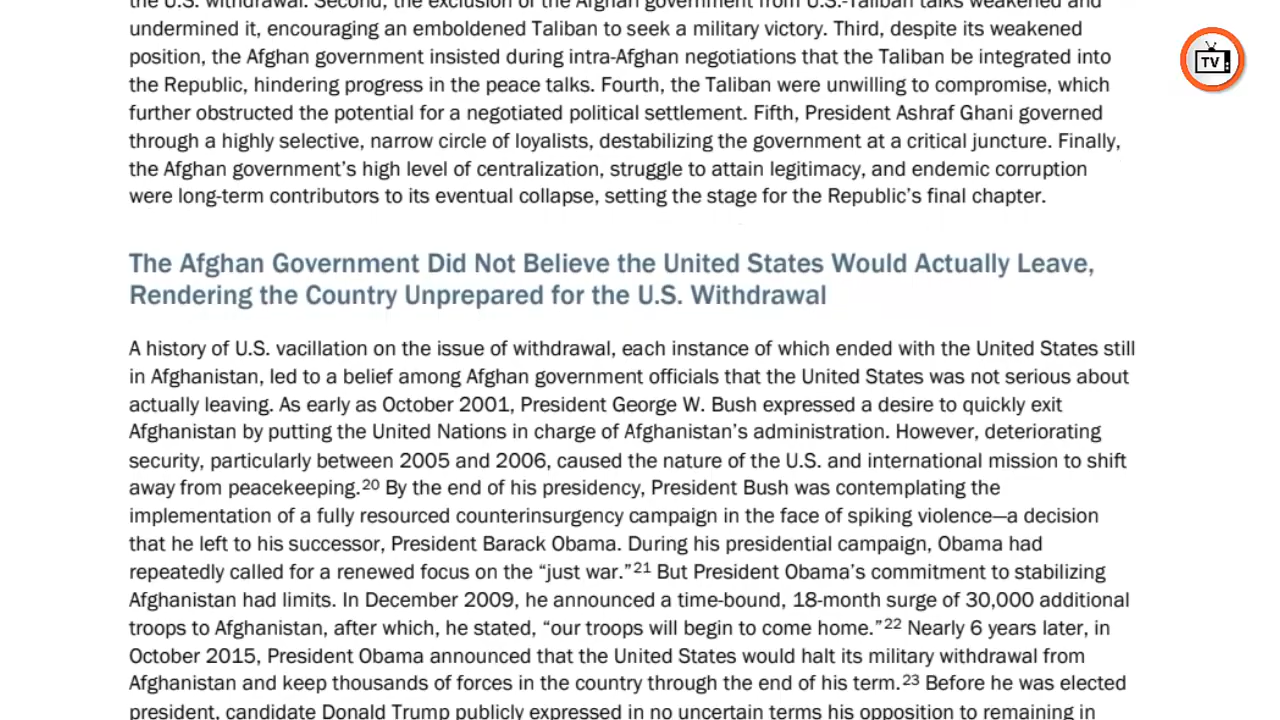 the U.S. withdrawal. Second, the exclusion of the Afghan government from U.S.-Taliban talks weakened and
undermined it, encouraging an emboldened Taliban to seek a military victory. Third, despite its weakened
position, the Afghan government insisted during intra-Afghan negotiations that the Taliban be integrated into
the Republic, hindering progress in the peace talks. Fourth, the Taliban were unwilling to compromise, which
further obstructed the potential for a negotiated political settlement. Fifth, President Ashraf Ghani governed
through a highly selective, narrow circle of loyalists, destabilizing the government at a critical juncture. Finally,
the Afghan government’s high level of centralization, struggle to attain legitimacy, and endemic corruption
were long-term contributors to its eventual collapse, setting the stage for the Republic’s final chapter.
TV
The Afghan Government Did Not Believe the United States Would Actually Leave,
Rendering the Country Unprepared for the U.S. Withdrawal
A history of U.S. vacillation on the issue of withdrawal, each instance of which ended with the United States still
in Afghanistan, led to a belief among Afghan government officials that the United States was not serious about
actually leaving. As early as October 2001, President George W. Bush expressed a desire to quickly exit
Afghanistan by putting the United Nations in charge of Afghanistan’s administration. However, deteriorating
security, particularly between 2005 and 2006, caused the nature of the U.S. and international mission to shift
away from peacekeeping.20 By the end of his presidency, President Bush was contemplating the
implementation of a fully resourced counterinsurgency campaign in the face of spiking violence—a decision
that he left to his successor, President Barack Obama. During his presidential campaign, Obama had
repeatedly called for a renewed focus on the “just war.”21 But President Obama’s commitment to stabilizing
Afghanistan had limits. In December 2009, he announced a time-bound, 18-month surge of 30,000 additional
troops to Afghanistan, after which, he stated, “our troops will begin to come home.”22 Nearly 6 years later, in
October 2015, President Obama announced that the United States would halt its military withdrawal from
Afghanistan and keep thousands of forces in the country through the end of his term.23 Before he was elected
president, candidate Donald Trump publicly expressed in no uncertain terms his opposition to remaining in